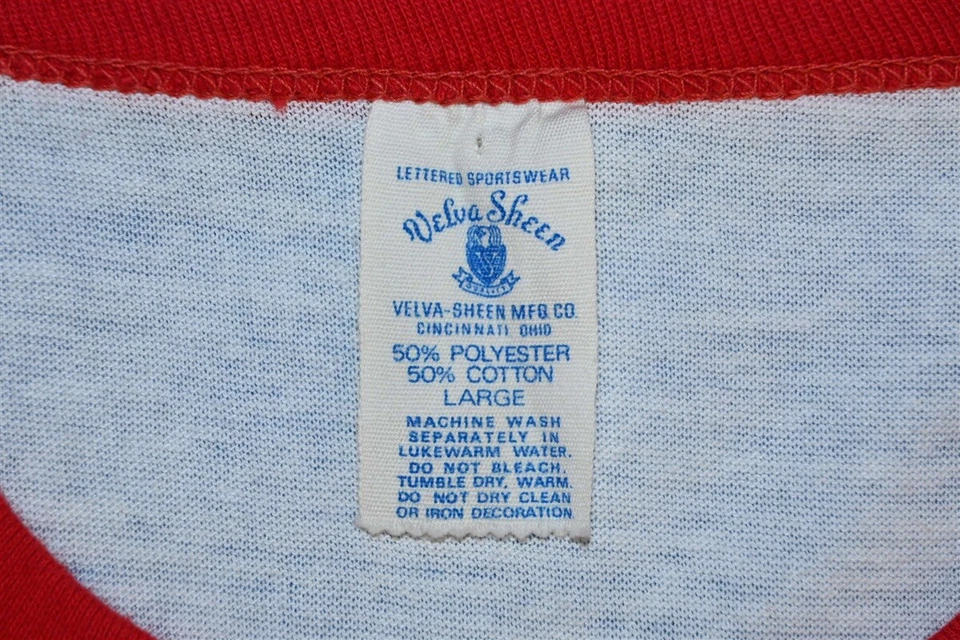 LETTERED SPORTSWEAR
Velva Sheen
QUALITY
VELVA-SHEEN MFG. CO.
CINCINNATI OHIO
50% POLYESTER
50% COTTON
LARGE
MACHINE WASH
SEPARATELY IN
LUKEWARM WATER.
DO NOT BLEACH.
TUMBLE DRY, WARM.
DO NOT DRY CLEAN
OR IRON DECORATION.